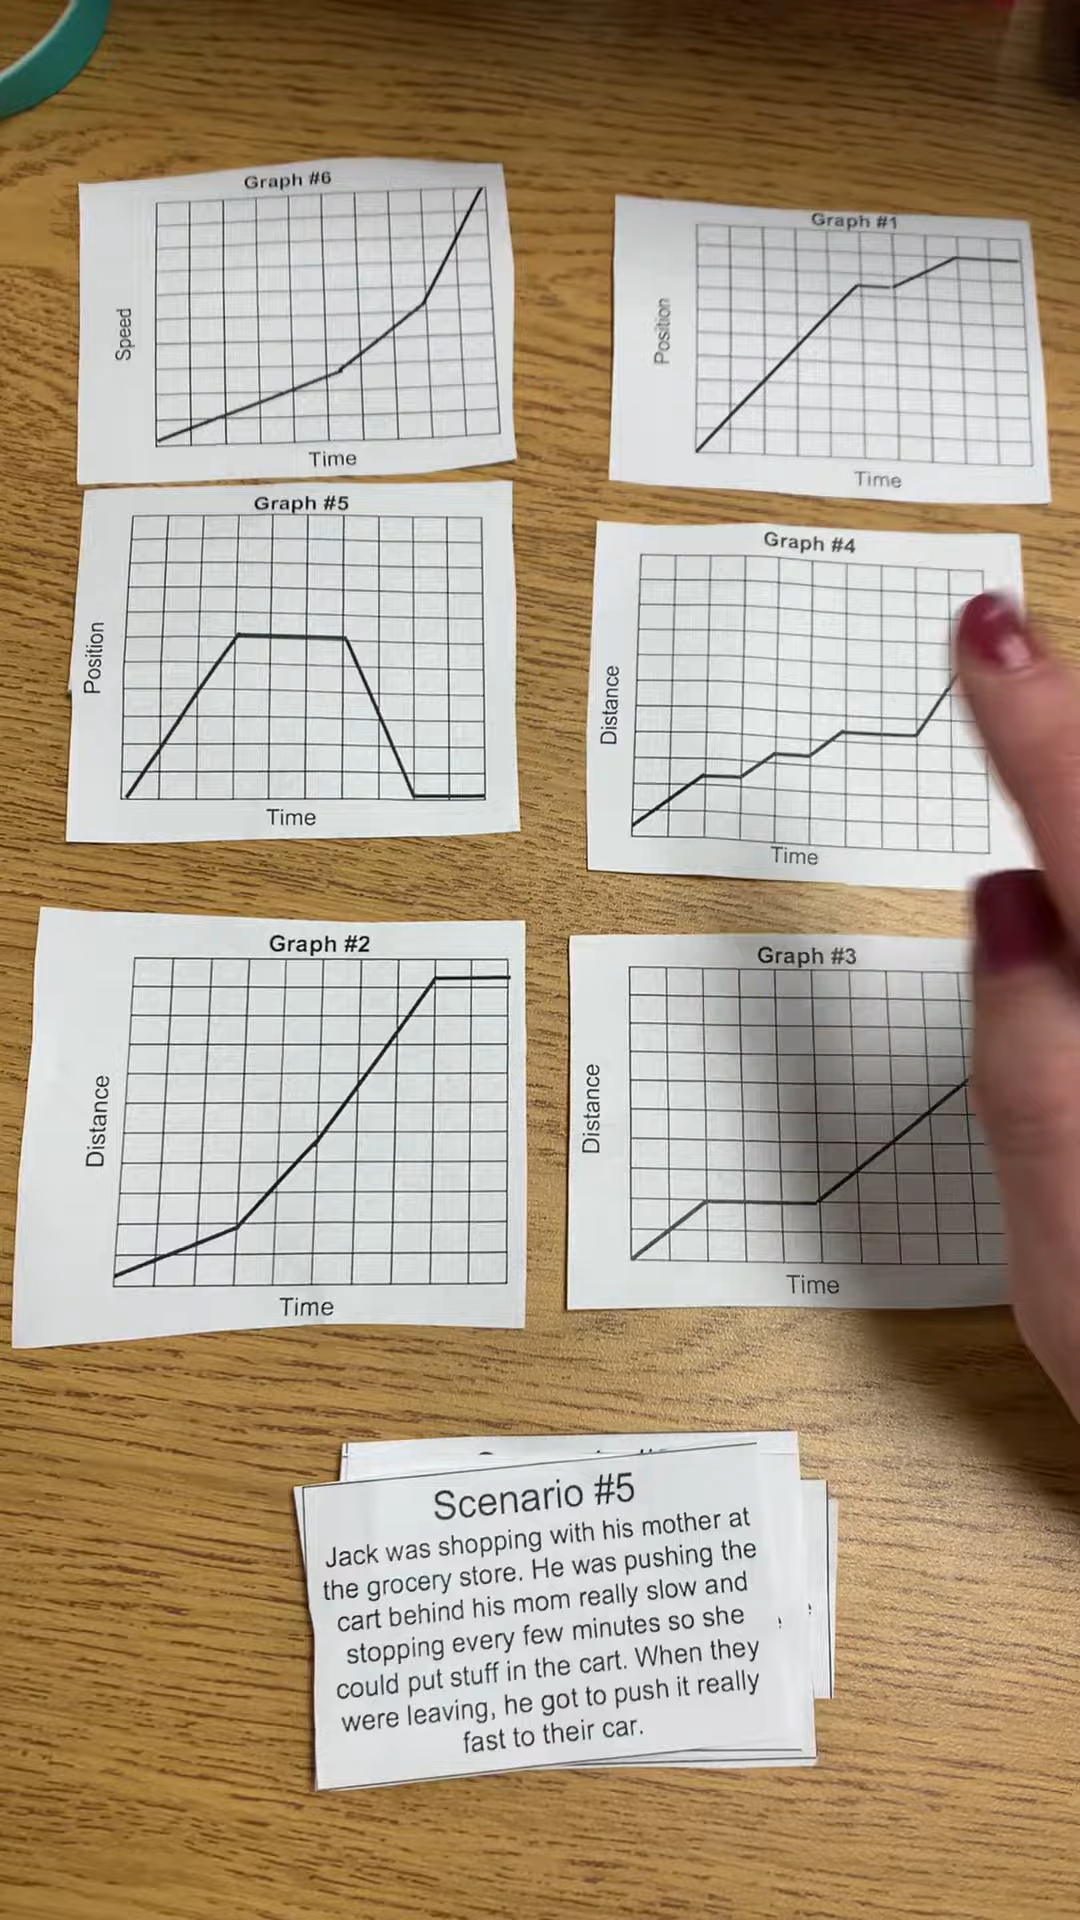 Graph #6
Speed
Time
Graph #1
Position
Time
Graph #5
Position
Time
Graph #4
Distance
Time
Graph #2
Distance
Time
Graph #3
Distance
Time
Scenario #5
Jack was shopping with his mother at
the grocery store. He was pushing the
cart behind his mom really slow and
stopping every few minutes so she
could put stuff in the cart. When they
were leaving, he got to push it really
fast to their car.